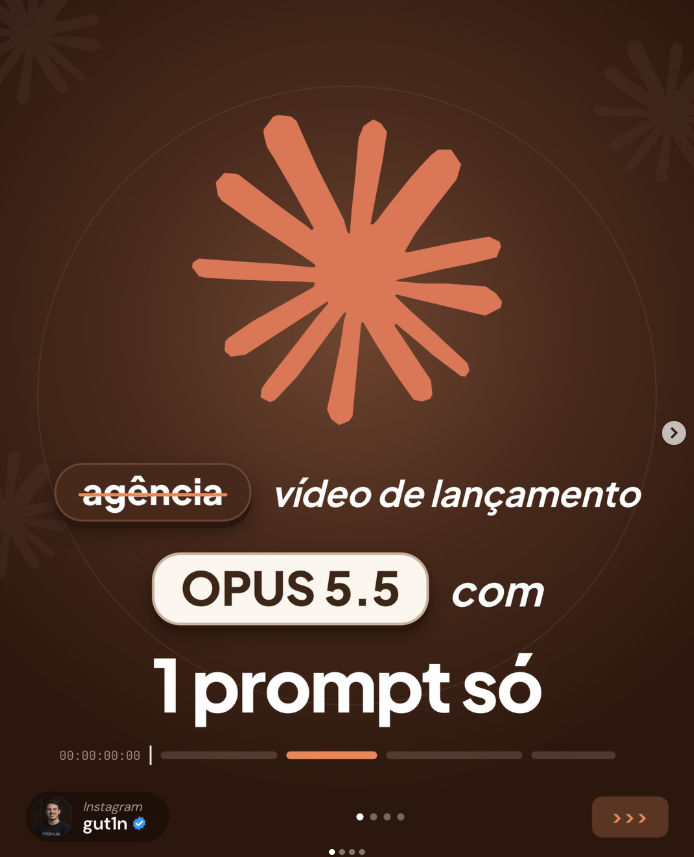 agência vídeo de lançamento
OPUS 5.5 com
1 prompt só
00:00:00:00
Instagram
gut1n
>>>